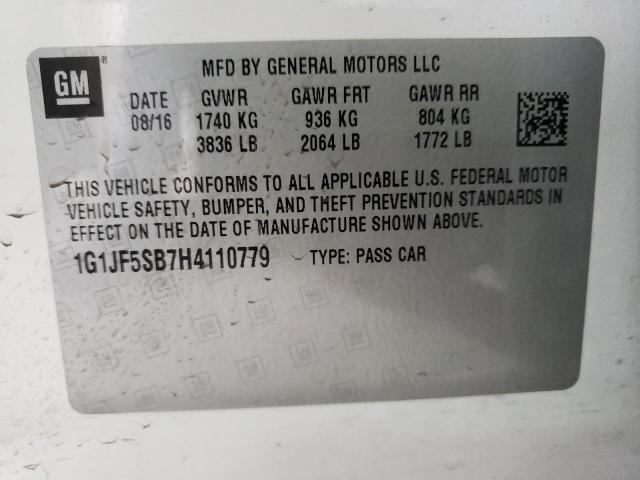 GM ®
MFD BY GENERAL MOTORS LLC
DATE GVWR GAWR FRT GAWR RR
08/16 1740 KG 936 KG 804 KG
3836 LB 2064 LB 1772 LB
THIS VEHICLE CONFORMS TO ALL APPLICABLE U.S. FEDERAL MOTOR
VEHICLE SAFETY, BUMPER, AND THEFT PREVENTION STANDARDS IN
EFFECT ON THE DATE OF MANUFACTURE SHOWN ABOVE.
1G1JF5SB7H4110779 TYPE: PASS CAR